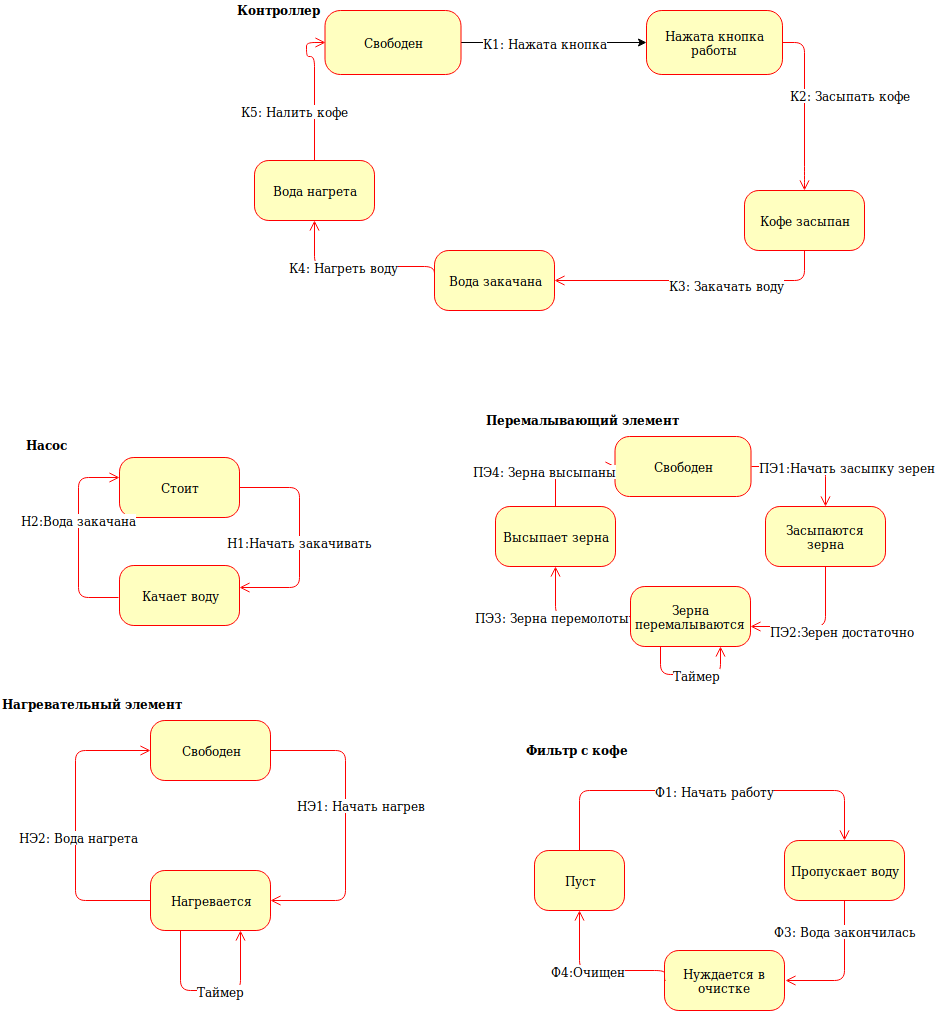 Контроллер
Свободен
К1: Нажата кнопка
Нажата кнопка
работы
К2: Засыпать кофе
К5: Налить кофе
Вода нагрета
Кофе засыпан
К4: Нагреть воду
Вода закачана
К3: Закачать воду
Насос
Стоит
Н2:Вода закачана
Н1:Начать закачивать
Качает воду
Перемалывающий элемент
Свободен
ПЭ4: Зерна высыпаны
ПЭ1:Начать засыпку зерен
Высыпает зерна
Засыпаются
зерна
Зерна
перемалываются
ПЭ3: Зерна перемолоты
ПЭ2:Зерен достаточно
Таймер
Нагревательный элемент
Свободен
НЭ1: Начать нагрев
НЭ2: Вода нагрета
Нагревается
Таймер
Фильтр с кофе
Ф1: Начать работу
Пуст
Пропускает воду
Ф3: Вода закончилась
Ф4:Очищен
Нуждается в
очистке